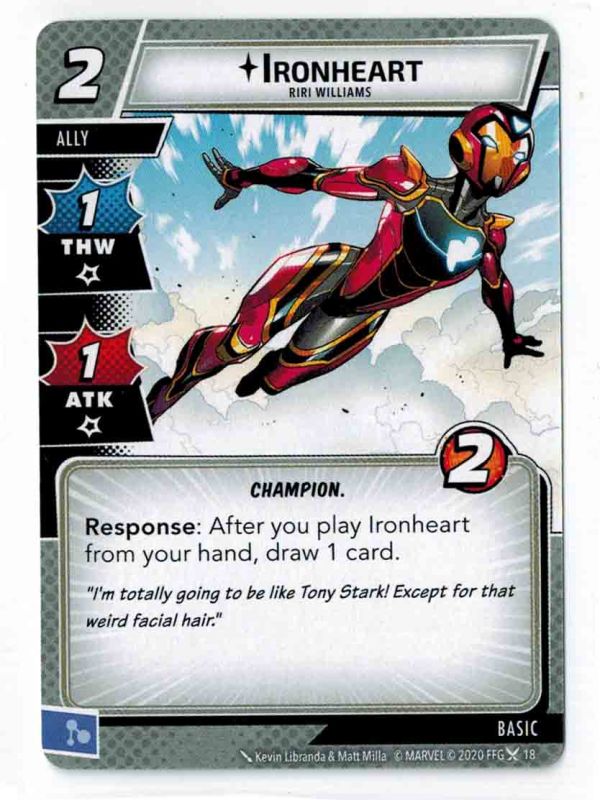 2
IRONHEART
RIRI WILLIAMS
ALLY
1
THW
1
ATK
2
CHAMPION.
Response: After you play Ironheart
from your hand, draw 1 card.
"I'm totally going to be like Tony Stark! Except for that
weird facial hair."
BASIC
Kevin Libranda & Matt Milla © MARVEL © 2020 FFG 18